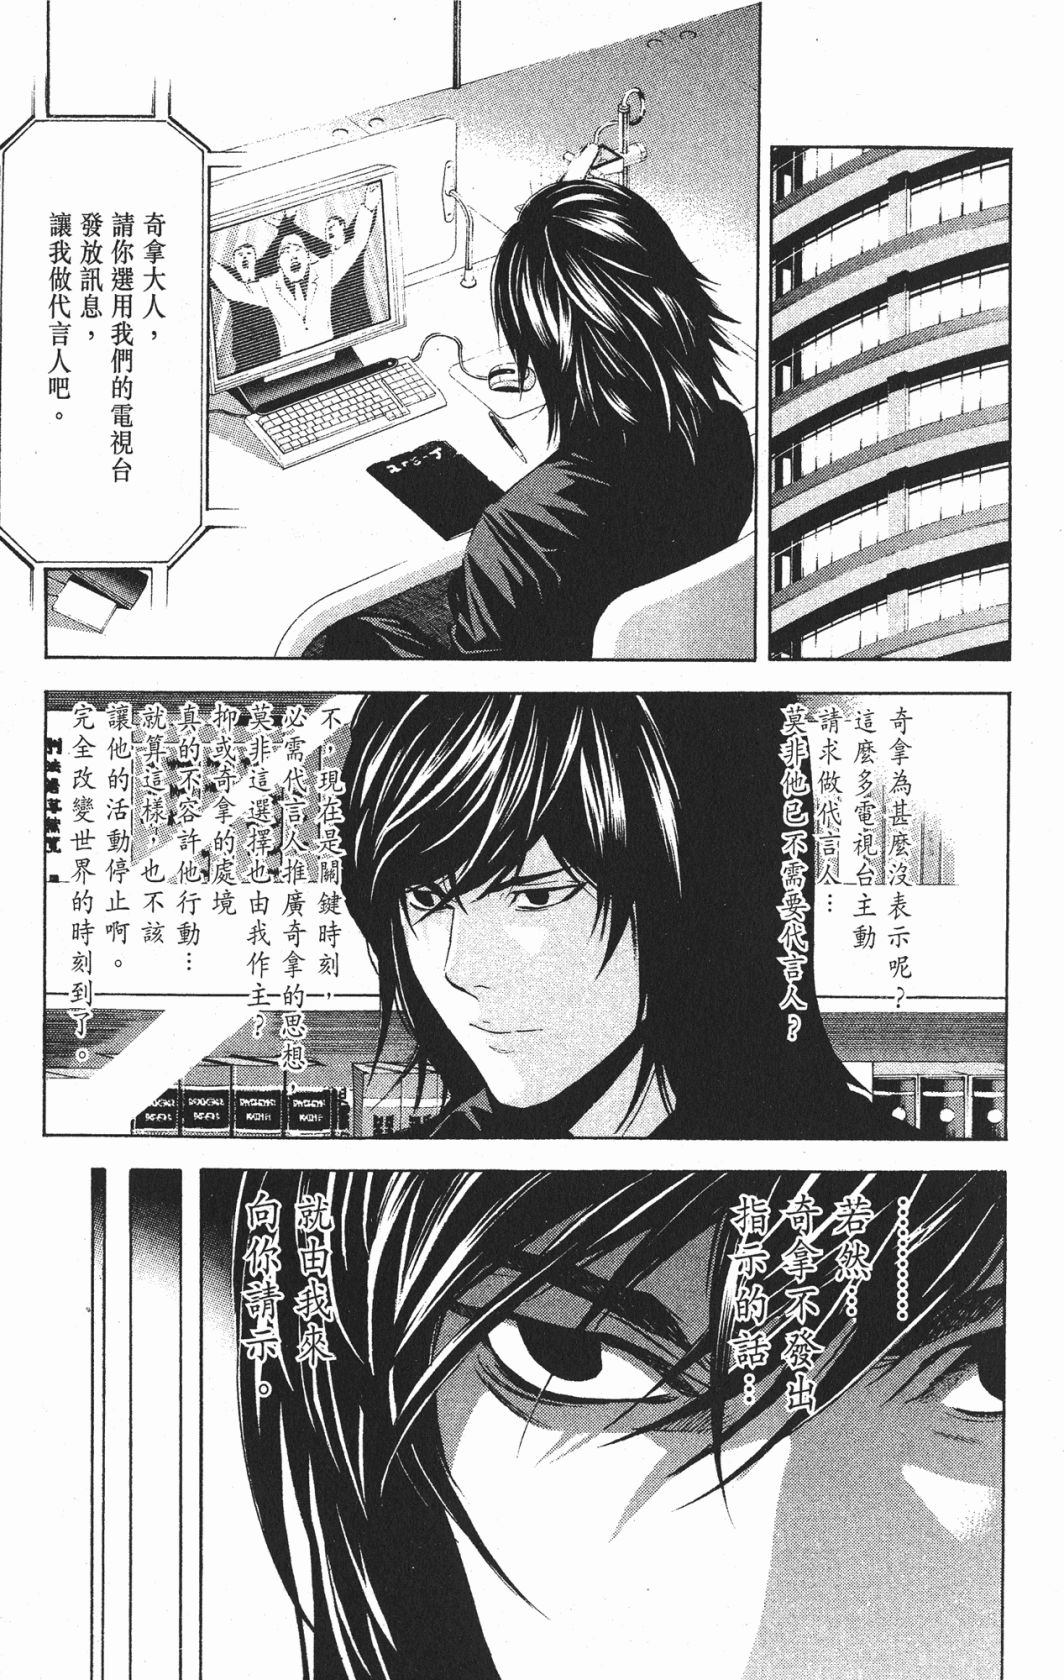 奇拿大人，
請你選用我們的電視台
發放訊息，
讓我做代言人吧。
奇拿為甚麼沒表示呢？
這麼多電視台主動
請求做代言人…
莫非他已不需要代言人？
不，現在是關鍵時刻，
必需代言人推廣奇拿的思想，
莫非這選擇也由我作主？
抑或奇拿的處境
真的不容許他行動…
就算這樣，也不該
讓他的活動停止啊。
完全改變世界的時刻到了。
…………
若然…
奇拿不發出
指示的話…
就由我來
向你請示。